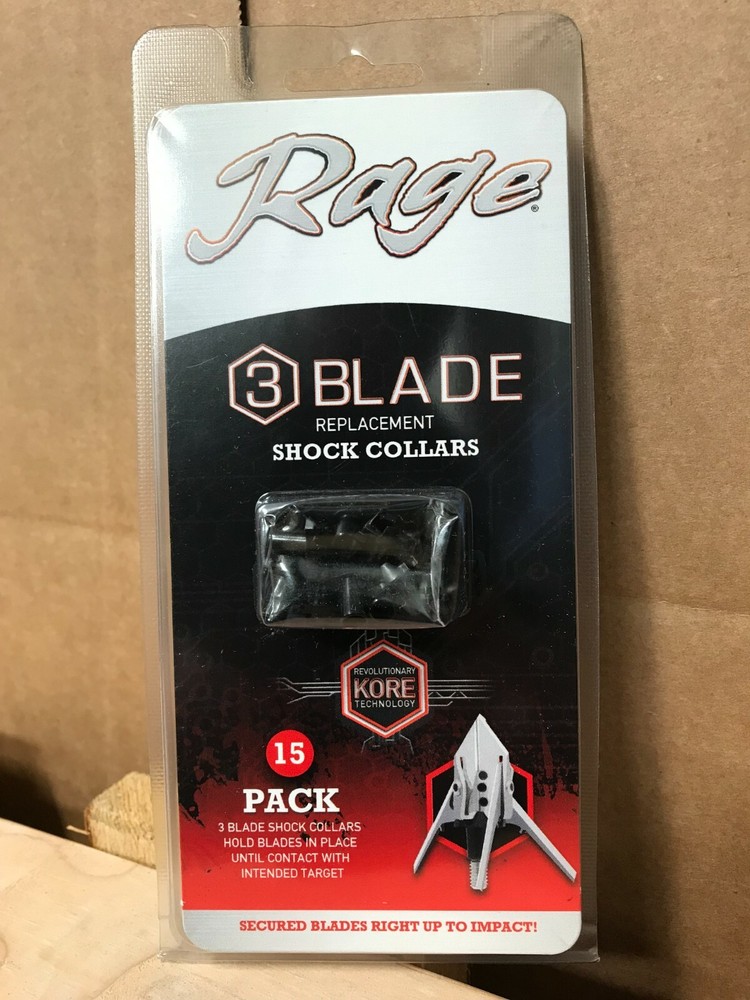 Rage®
3 BLADE
REPLACEMENT
SHOCK COLLARS
REVOLUTIONARY
KORE
TECHNOLOGY
15
PACK
3 BLADE SHOCK COLLARS
HOLD BLADES IN PLACE
UNTIL CONTACT WITH
INTENDED TARGET
SECURED BLADES RIGHT UP TO IMPACT!